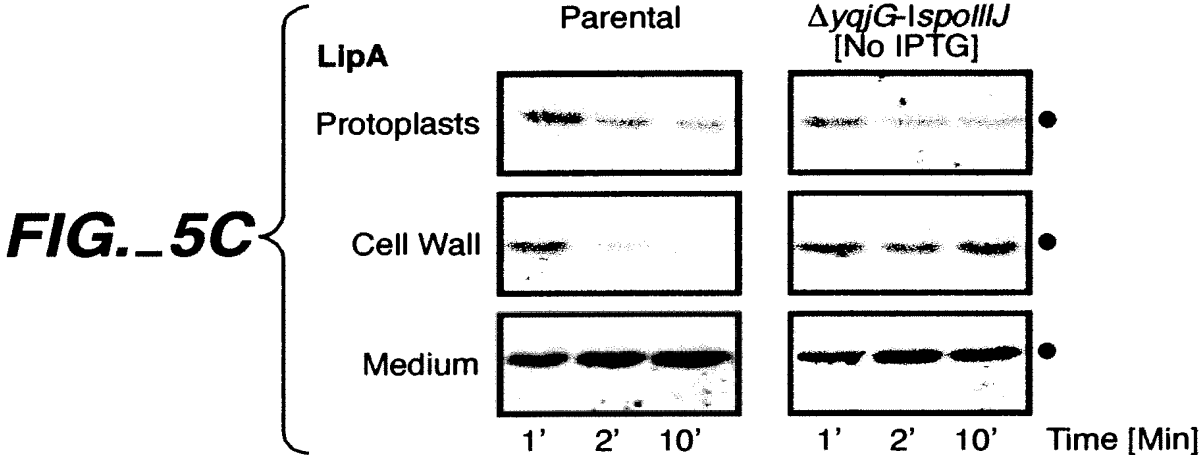 Parental
ΔyqjG-IspoIIIJ
[No IPTG]
LipA
Protoplasts
FIG._5C
Cell Wall
Medium
1' 2' 10' 1' 2' 10' Time [Min]